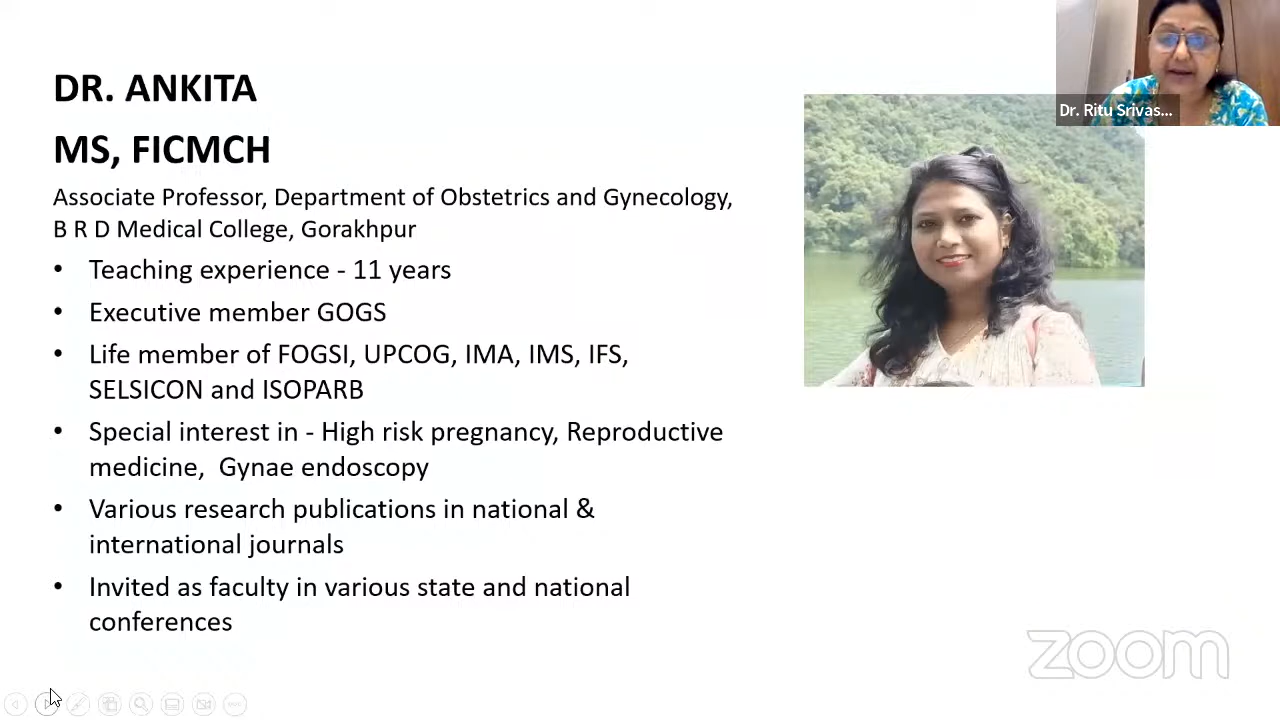 DR. ANKITA
MS, FICMCH
Associate Professor, Department of Obstetrics and Gynecology,
B R D Medical College, Gorakhpur
• Teaching experience - 11 years
• Executive member GOGS
• Life member of FOGSI, UPCOG, IMA, IMS, IFS,
SELSICON and ISOPARB
• Special interest in - High risk pregnancy, Reproductive
medicine,  Gynae endoscopy
• Various research publications in national &
international journals
• Invited as faculty in various state and national
conferences
Dr. Ritu Srivas...
zoom